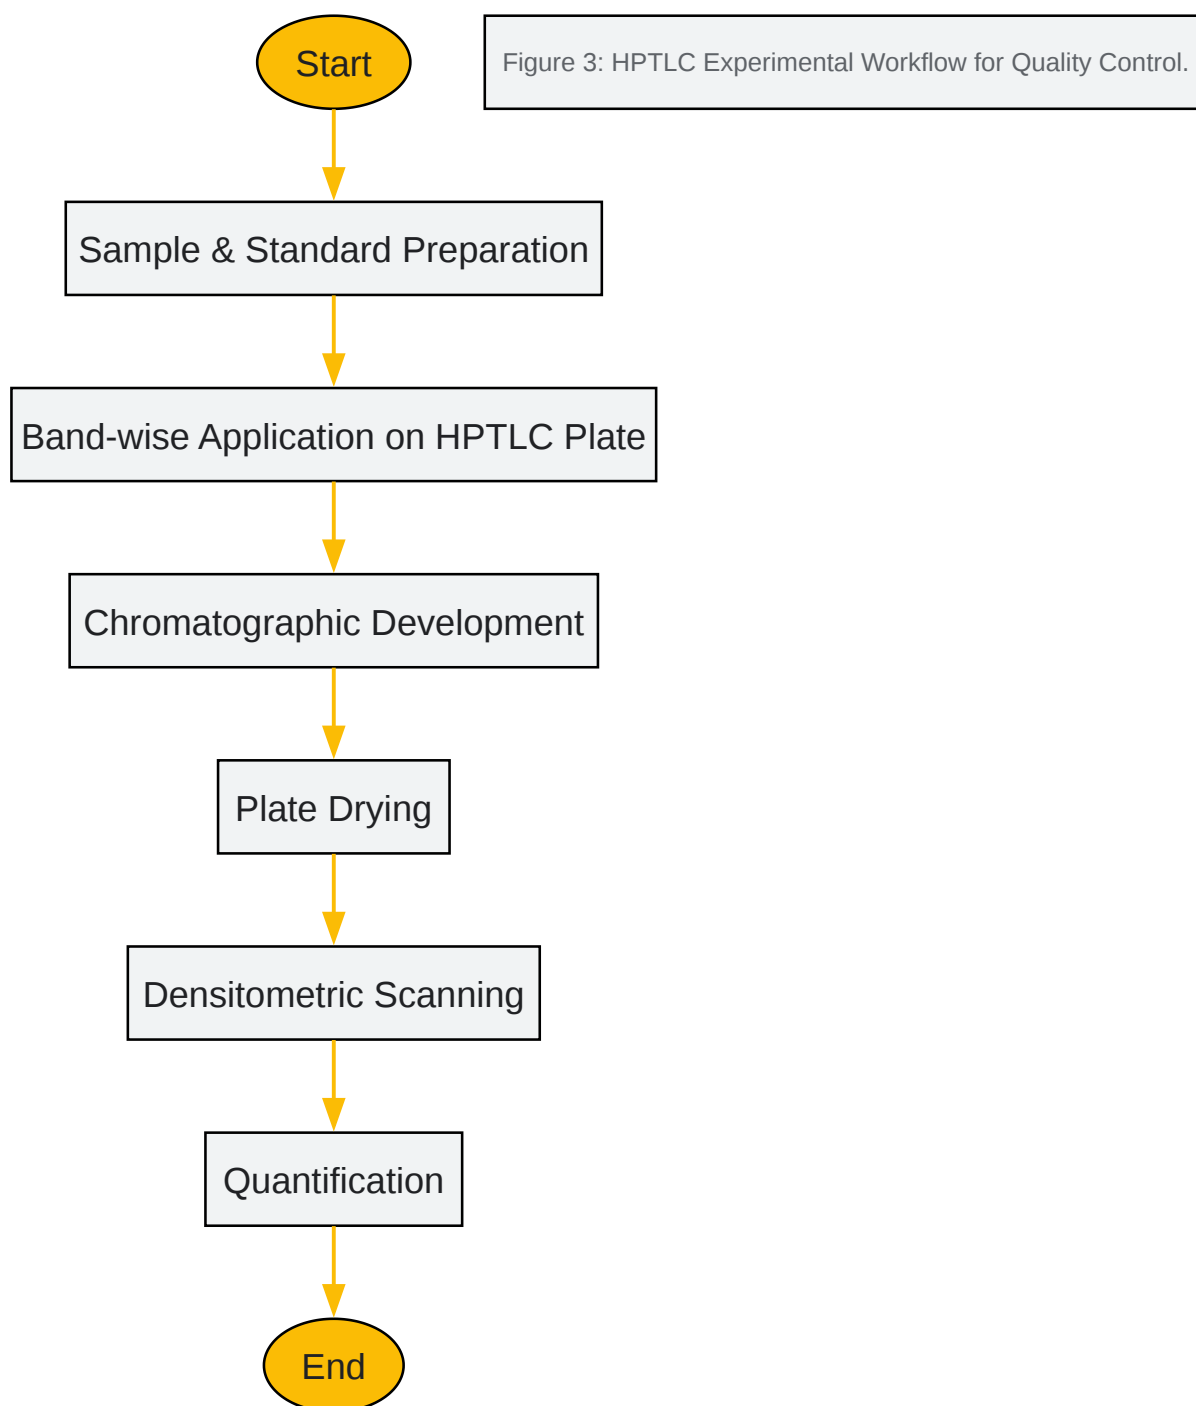 Start
Figure 3: HPTLC Experimental Workflow for Quality Control.
Sample & Standard Preparation
Band-wise Application on HPTLC Plate
Chromatographic Development
Plate Drying
Densitometric Scanning
Quantification
End